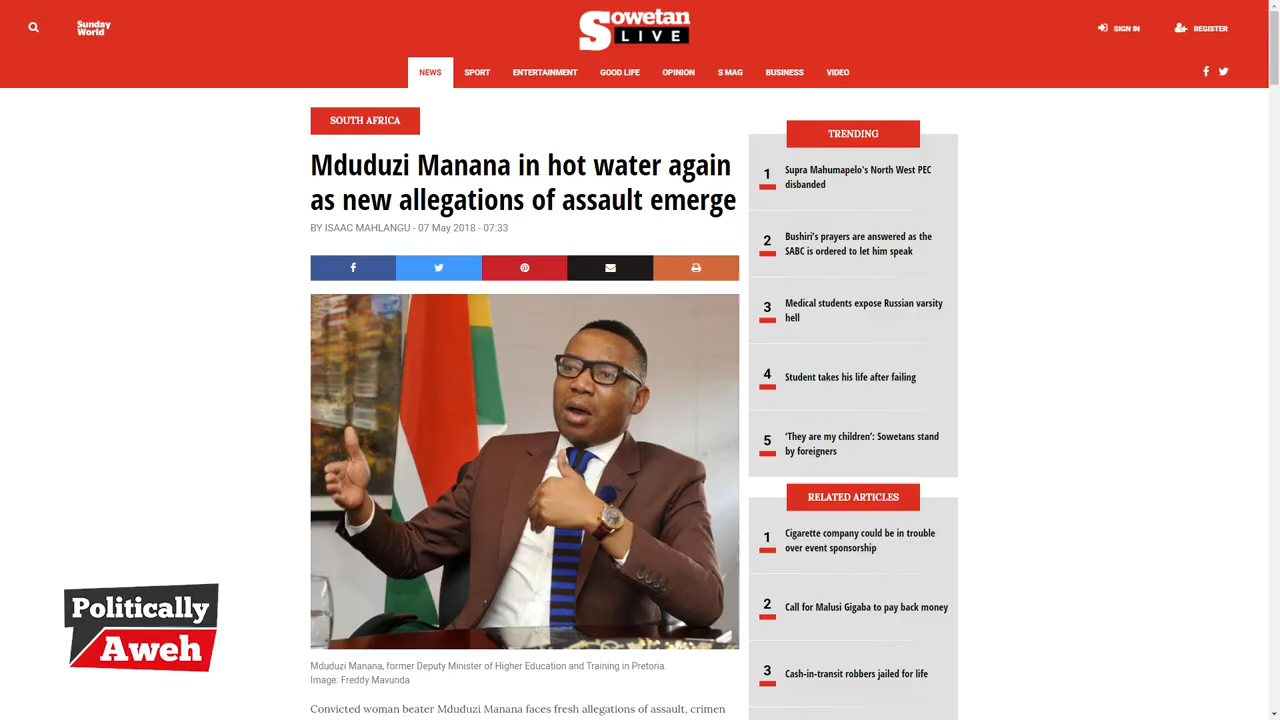 Sunday
World
Sowetan
LIVE
SIGN IN
REGISTER
NEWS
SPORT
ENTERTAINMENT
GOOD LIFE
OPINION
S MAG
BUSINESS
VIDEO
SOUTH AFRICA
Mduduzi Manana in hot water again
as new allegations of assault emerge
BY ISAAC MAHLANGU - 07 May 2018 - 07:33
Mduduzi Manana, former Deputy Minister of Higher Education and Training in Pretoria.
Image: Freddy Mavunda
Convicted woman beater Mduduzi Manana faces fresh allegations of assault, crimen
TRENDING
1
Supra Mahumapelo's North West PEC
disbanded
2
Bushiri's prayers are answered as the
SABC is ordered to let him speak
3
Medical students expose Russian varsity
hell
4
Student takes his life after failing
5
'They are my children': Sowetans stand
by foreigners
RELATED ARTICLES
1
Cigarette company could be in trouble
over event sponsorship
2
Call for Malusi Gigaba to pay back money
3
Cash-in-transit robbers jailed for life
Politically
Aweh